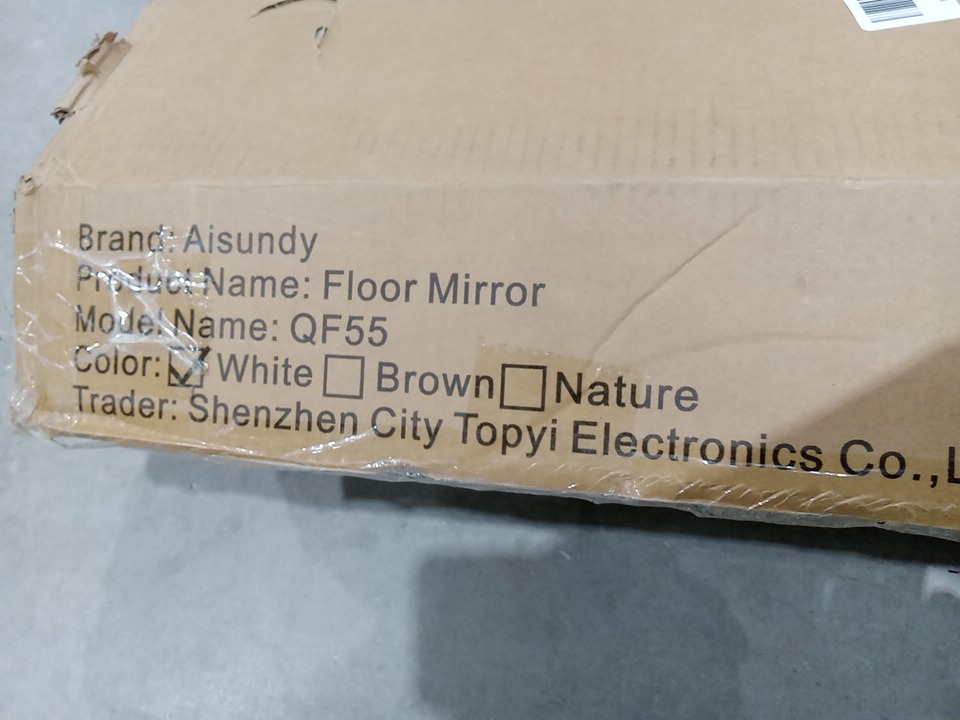 Brand: Aisundy
Product Name: Floor Mirror
Model Name: QF55
Color: ☑ White ☐ Brown ☐ Nature
Trader: Shenzhen City Topyi Electronics Co.,L